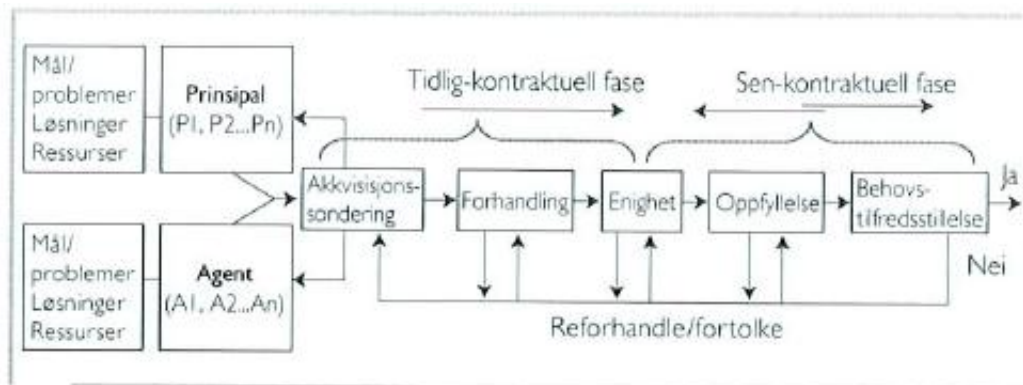 Mål/
problemer
Løsninger
Ressurser
Prinsipal
(P1, P2...Pn)
Mål/
problemer
Løsninger
Ressurser
Agent
(A1, A2...An)
Tidlig-kontraktuell fase
Sen-kontraktuell fase
Akkvisisjons-
sondering
Forhandling
Enighet
Oppfyllelse
Behovs-
tilfredsstillelse
Ja
Nei
Reforhandle/fortolke